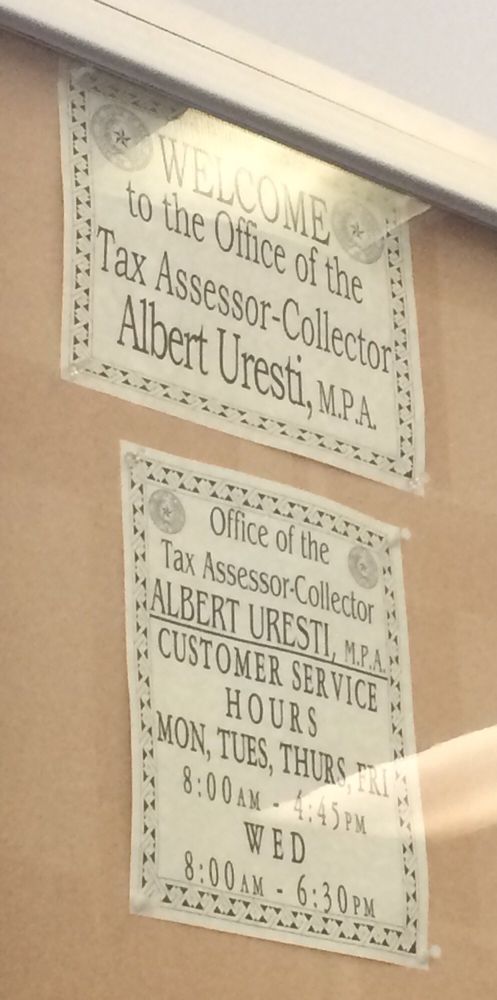 WELCOME
to the Office of the
Tax Assessor-Collector
Albert Uresti, M.P.A.
Office of the
Tax Assessor-Collector
ALBERT URESTI, M.P.A.
CUSTOMER SERVICE
HOURS
MON, TUES, THURS, FRI
8:00AM - 4:45PM
WED
8:00AM - 6:30PM